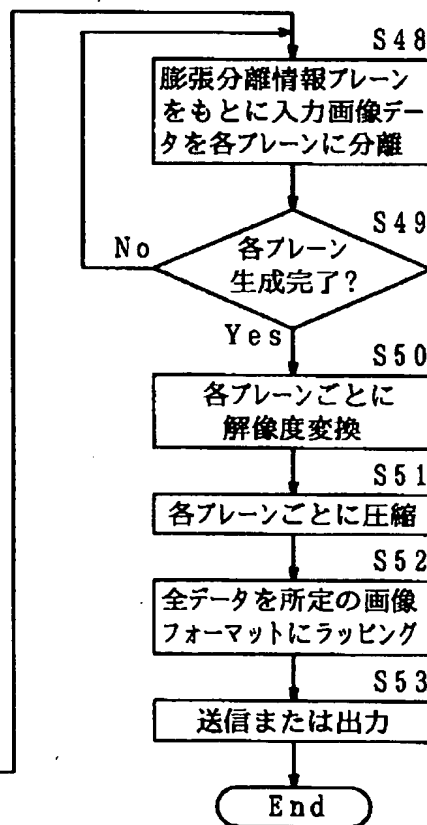 S48
膨張分離情報プレーン
をもとに入力画像デー
タを各プレーンに分離
S49
No
各プレーン
生成完了?
Yes
S50
各プレーンごとに
解像度変換
S51
各プレーンごとに圧縮
S52
全データを所定の画像
フォーマットにラッピング
S53
送信または出力
End